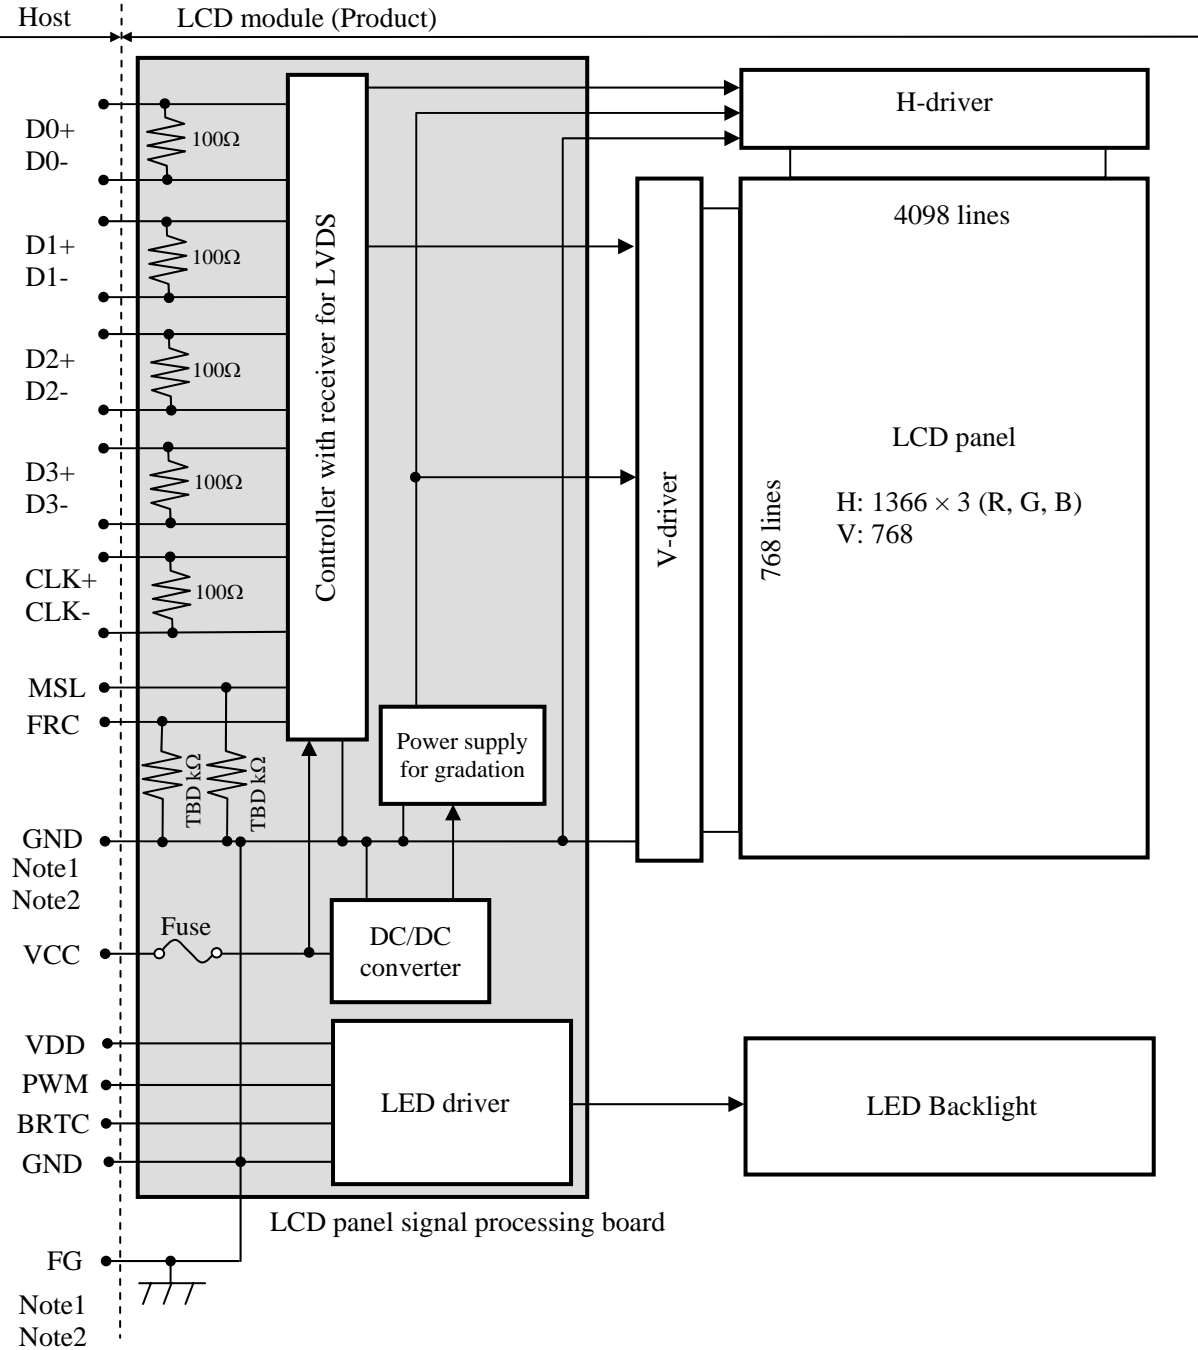 Host
LCD module (Product)
D0+
D0-
100Ω
D1+
D1-
100Ω
D2+
D2-
100Ω
D3+
D3-
100Ω
CLK+
CLK-
100Ω
MSL
FRC
TBD kΩ
TBD kΩ
GND
Note1
Note2
VCC
Fuse
VDD
PWM
BRTC
GND
FG
Note1
Note2
Controller with receiver for LVDS
Power supply
for gradation
DC/DC
converter
LED driver
LCD panel signal processing board
H-driver
V-driver
4098 lines
768 lines
LCD panel
H: 1366 × 3 (R, G, B)
V: 768
LED Backlight